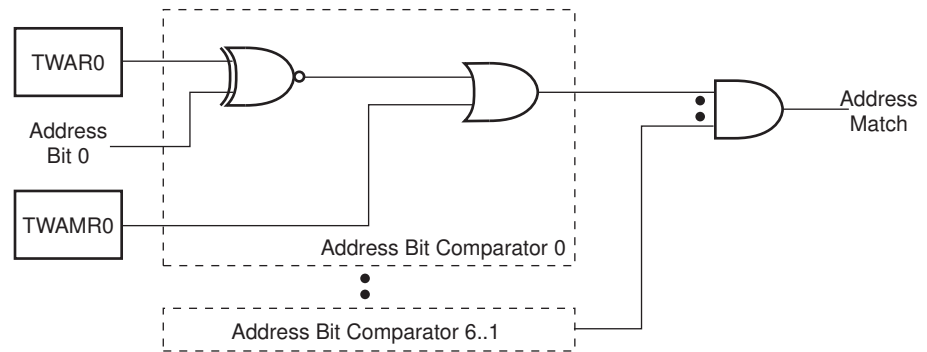 TWAR0
Address
Bit 0
TWAMR0
Address Bit Comparator 0
Address Bit Comparator 6..1
Address
Match